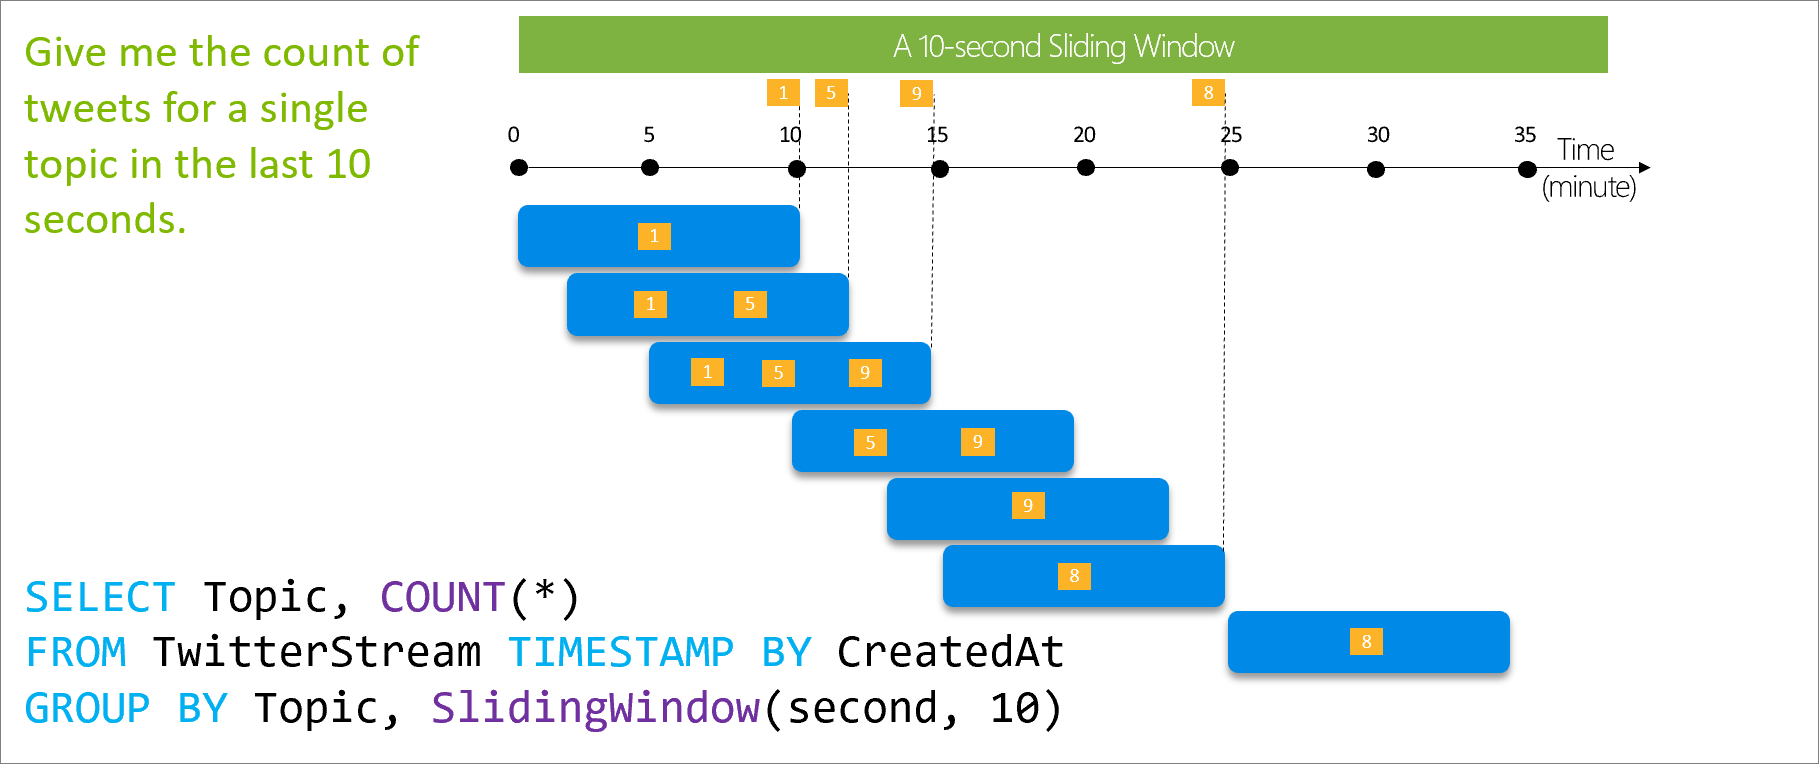 Give me the count of
tweets for a single
topic in the last 10
seconds.
A 10-second Sliding Window
1 5 9 8
0 5 10 15 20 25 30 35
Time
(minute)
1
1 5
1 5 9
5 9
9
8
8
SELECT Topic, COUNT(*)
FROM TwitterStream TIMESTAMP BY CreatedAt
GROUP BY Topic, SlidingWindow(second, 10)